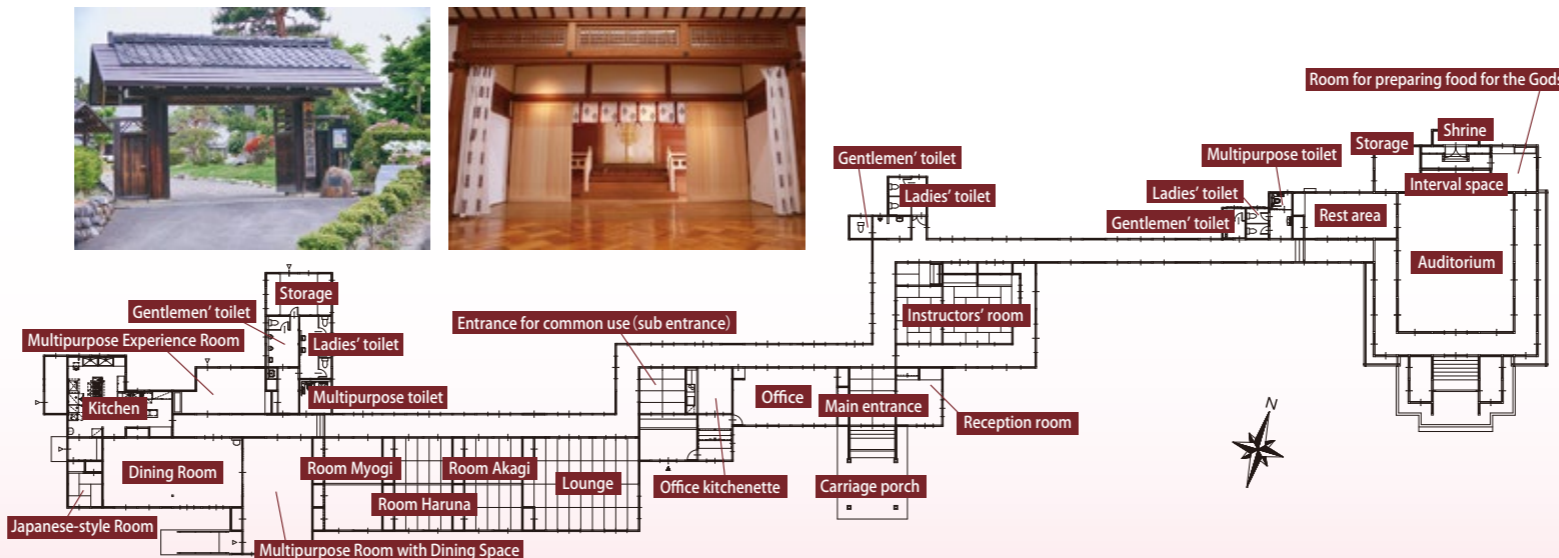 Room for preparing food for the Gods
Shrine
Storage
Gentlemen’ toilet
Multipurpose toilet
Ladies’ toilet
Ladies’ toilet
Interval space
Gentlemen’ toilet
Rest area
Auditorium
Storage
Gentlemen’ toilet
Entrance for common use (sub entrance)
Instructors’ room
Multipurpose Experience Room
Ladies’ toilet
Multipurpose toilet
Office
Kitchen
Main entrance
Reception room
N
Dining Room
Room Myogi
Room Akagi
Lounge
Office kitchenette
Carriage porch
Room Haruna
Japanese-style Room
Multipurpose Room with Dining Space